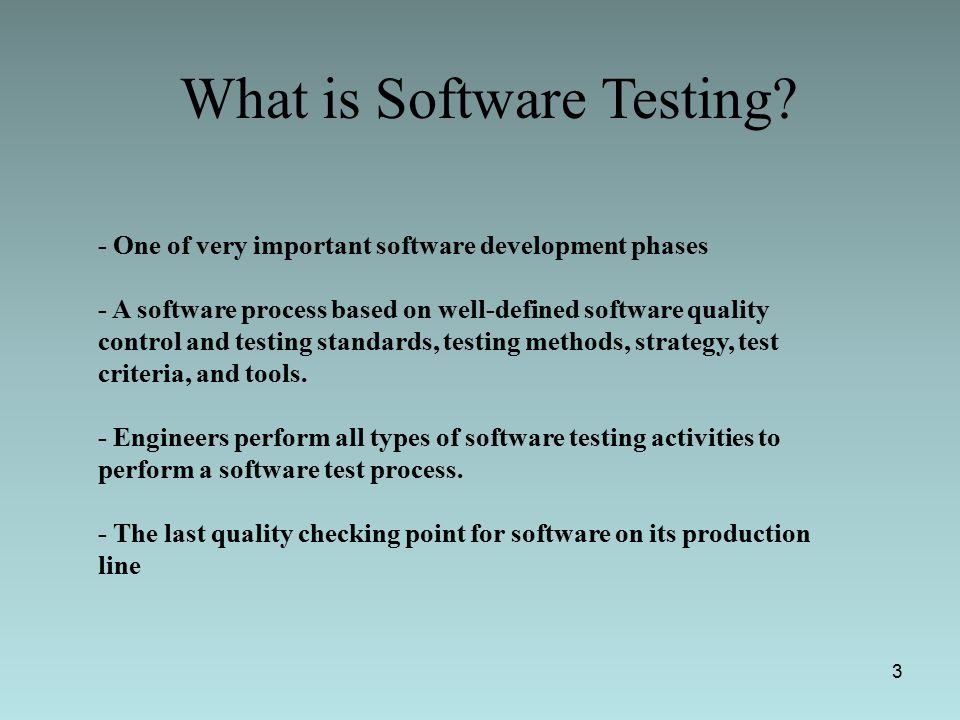 What is Software Testing?
- One of very important software development phases
- A software process based on well-defined software quality
control and testing standards, testing methods, strategy, test
criteria, and tools.
- Engineers perform all types of software testing activities to
perform a software test process.
- The last quality checking point for software on its production
line
3